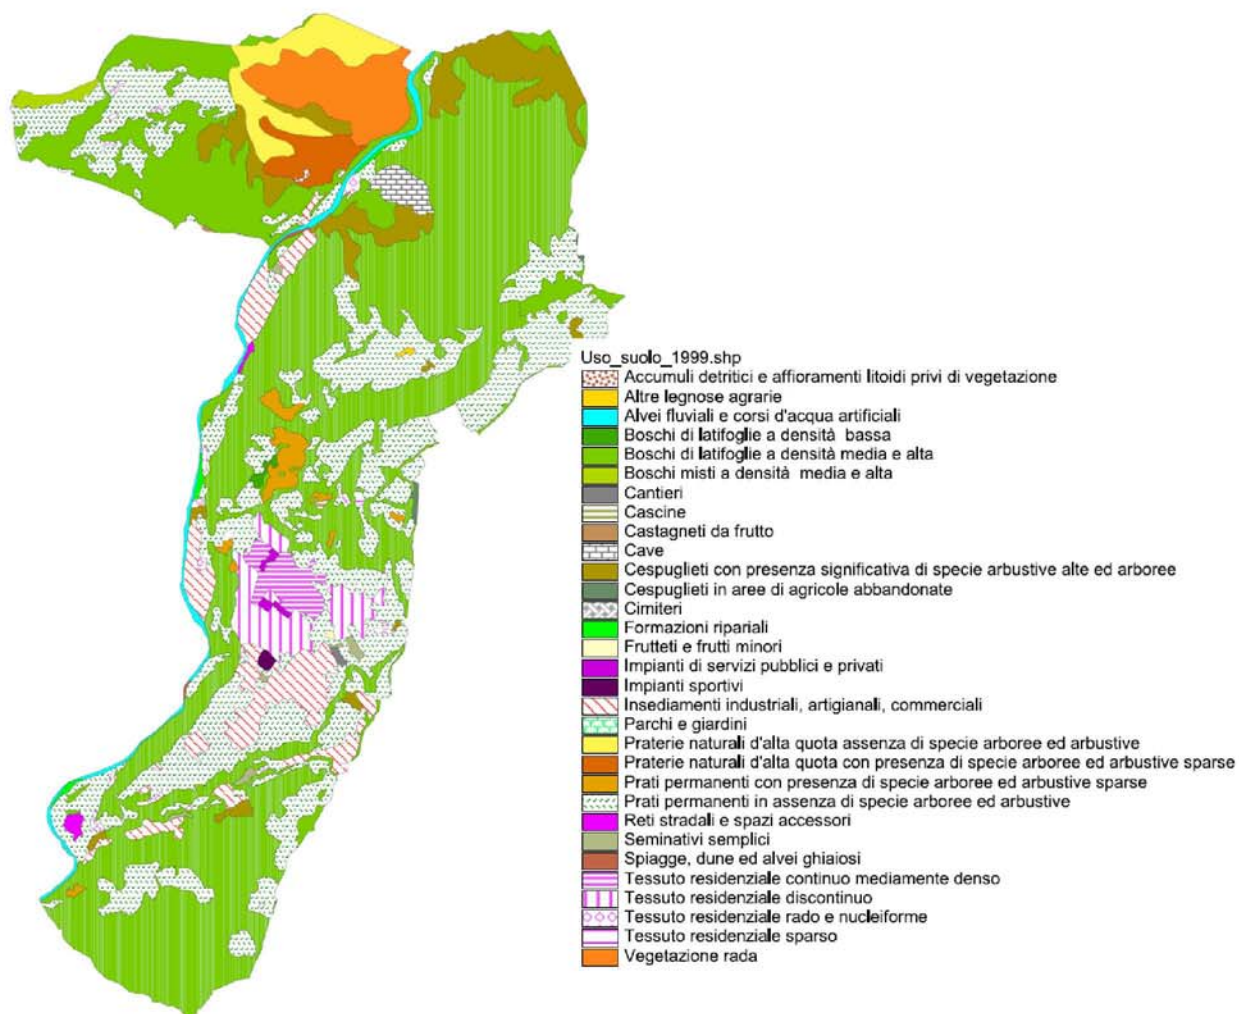 Uso_suolo_1999.shp
Accumuli detritici e affioramenti litoidi privi di vegetazione
Altre legnose agrarie
Alvei fluviali e corsi d'acqua artificiali
Boschi di latifoglie a densità bassa
Boschi di latifoglie a densità media e alta
Boschi misti a densità media e alta
Cantieri
Cascine
Castagneti da frutto
Cave
Cespuglieti con presenza significativa di specie arbustive alte ed arboree
Cespuglieti in aree di agricole abbandonate
Cimiteri
Formazioni ripariali
Frutteti e frutti minori
Impianti di servizi pubblici e privati
Impianti sportivi
Insediamenti industriali, artigianali, commerciali
Parchi e giardini
Praterie naturali d'alta quota assenza di specie arboree ed arbustive
Praterie naturali d'alta quota con presenza di specie arboree ed arbustive sparse
Prati permanenti con presenza di specie arboree ed arbustive sparse
Prati permanenti in assenza di specie arboree ed arbustive
Reti stradali e spazi accessori
Seminativi semplici
Spiagge, dune ed alvei ghiaiosi
Tessuto residenziale continuo mediamente denso
Tessuto residenziale discontinuo
Tessuto residenziale rado e nucleiforme
Tessuto residenziale sparso
Vegetazione rada